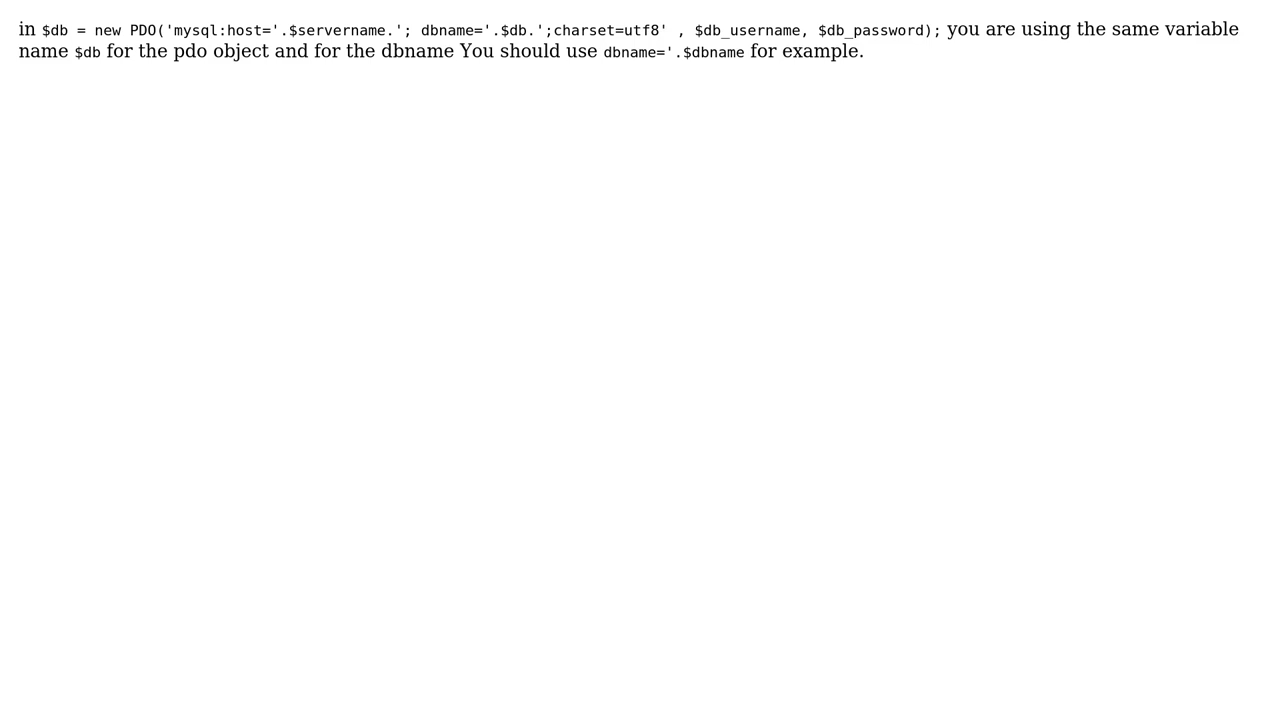 in $db = new PDO('mysql:host='.$servername.'; dbname='.$db.';charset=utf8' , $db_username, $db_password); you are using the same variable
name $db for the pdo object and for the dbname You should use dbname='.$dbname for example.